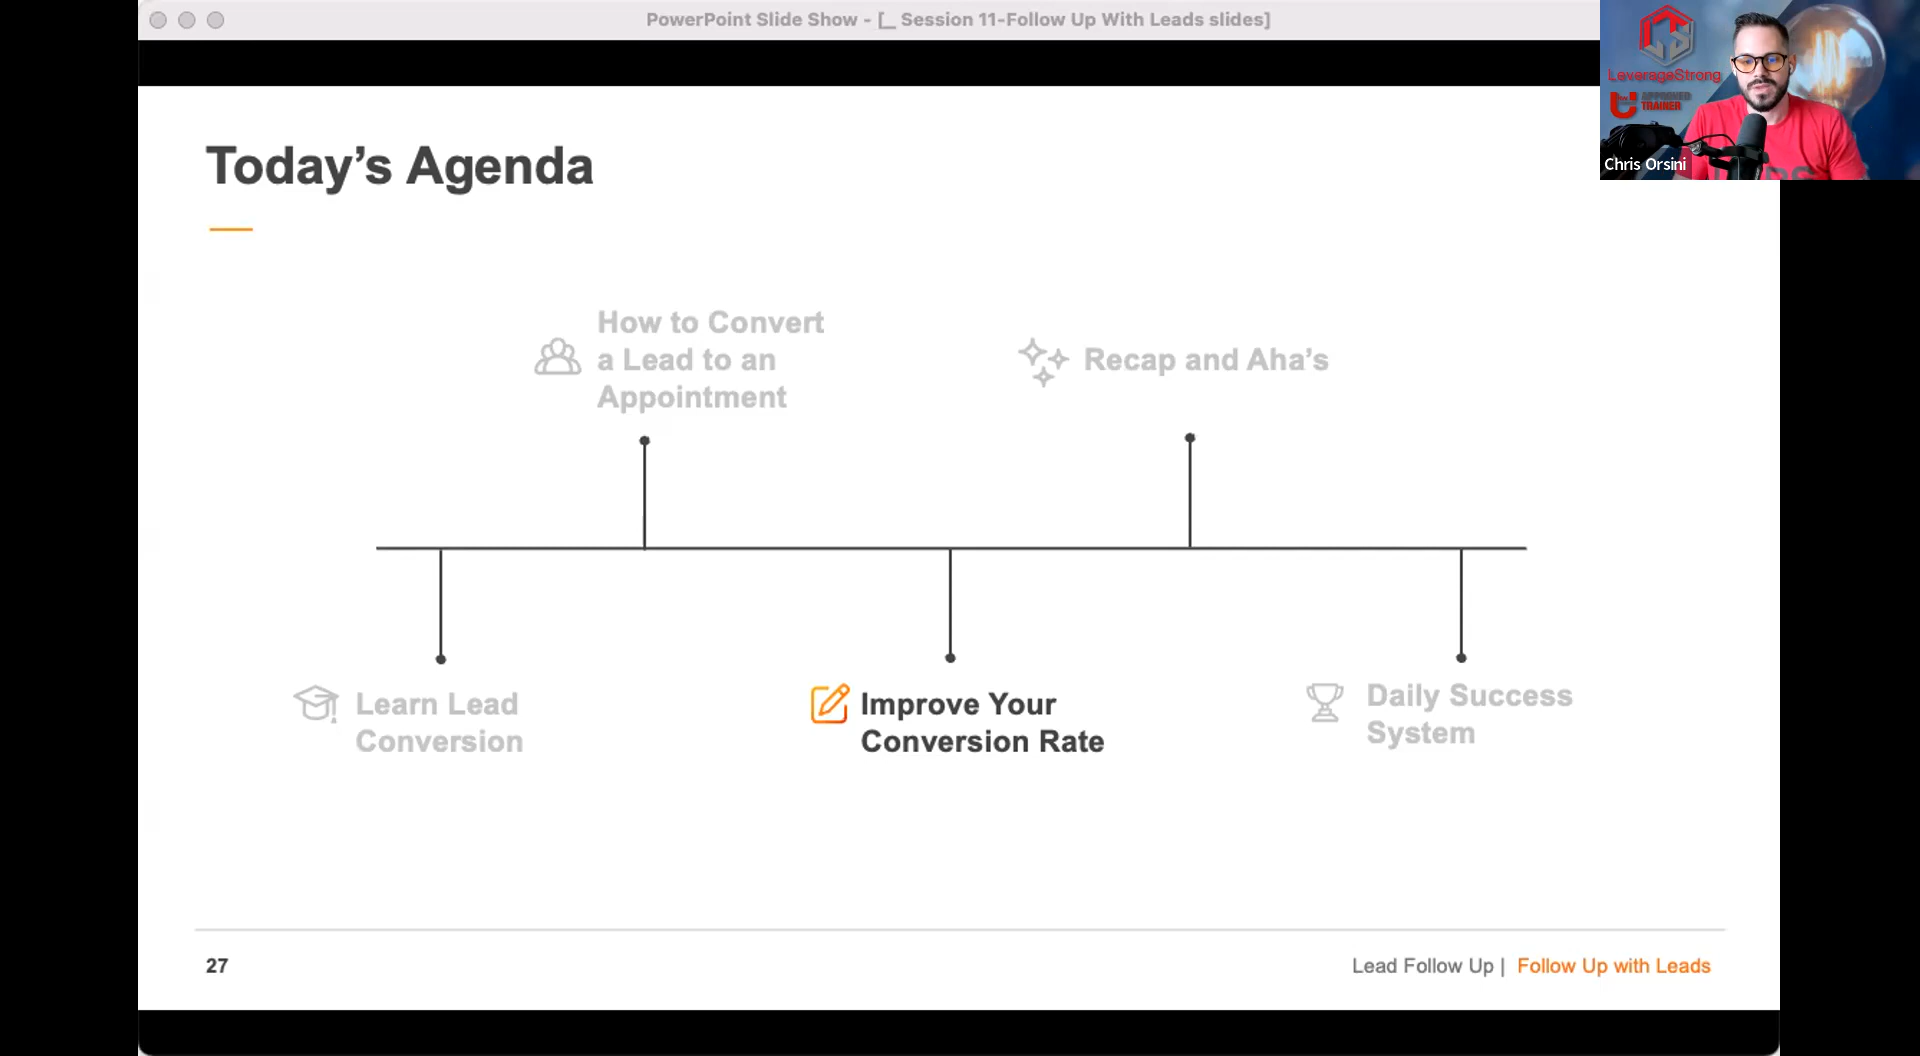 PowerPoint Slide Show - [_ Session 11-Follow Up With Leads slides]
LeverageStrong
APPROVED
TRAINER
Chris Orsini
Today’s Agenda
How to Convert
a Lead to an
Appointment
Recap and Aha’s
Learn Lead
Conversion
Improve Your
Conversion Rate
Daily Success
System
27
Lead Follow Up | Follow Up with Leads